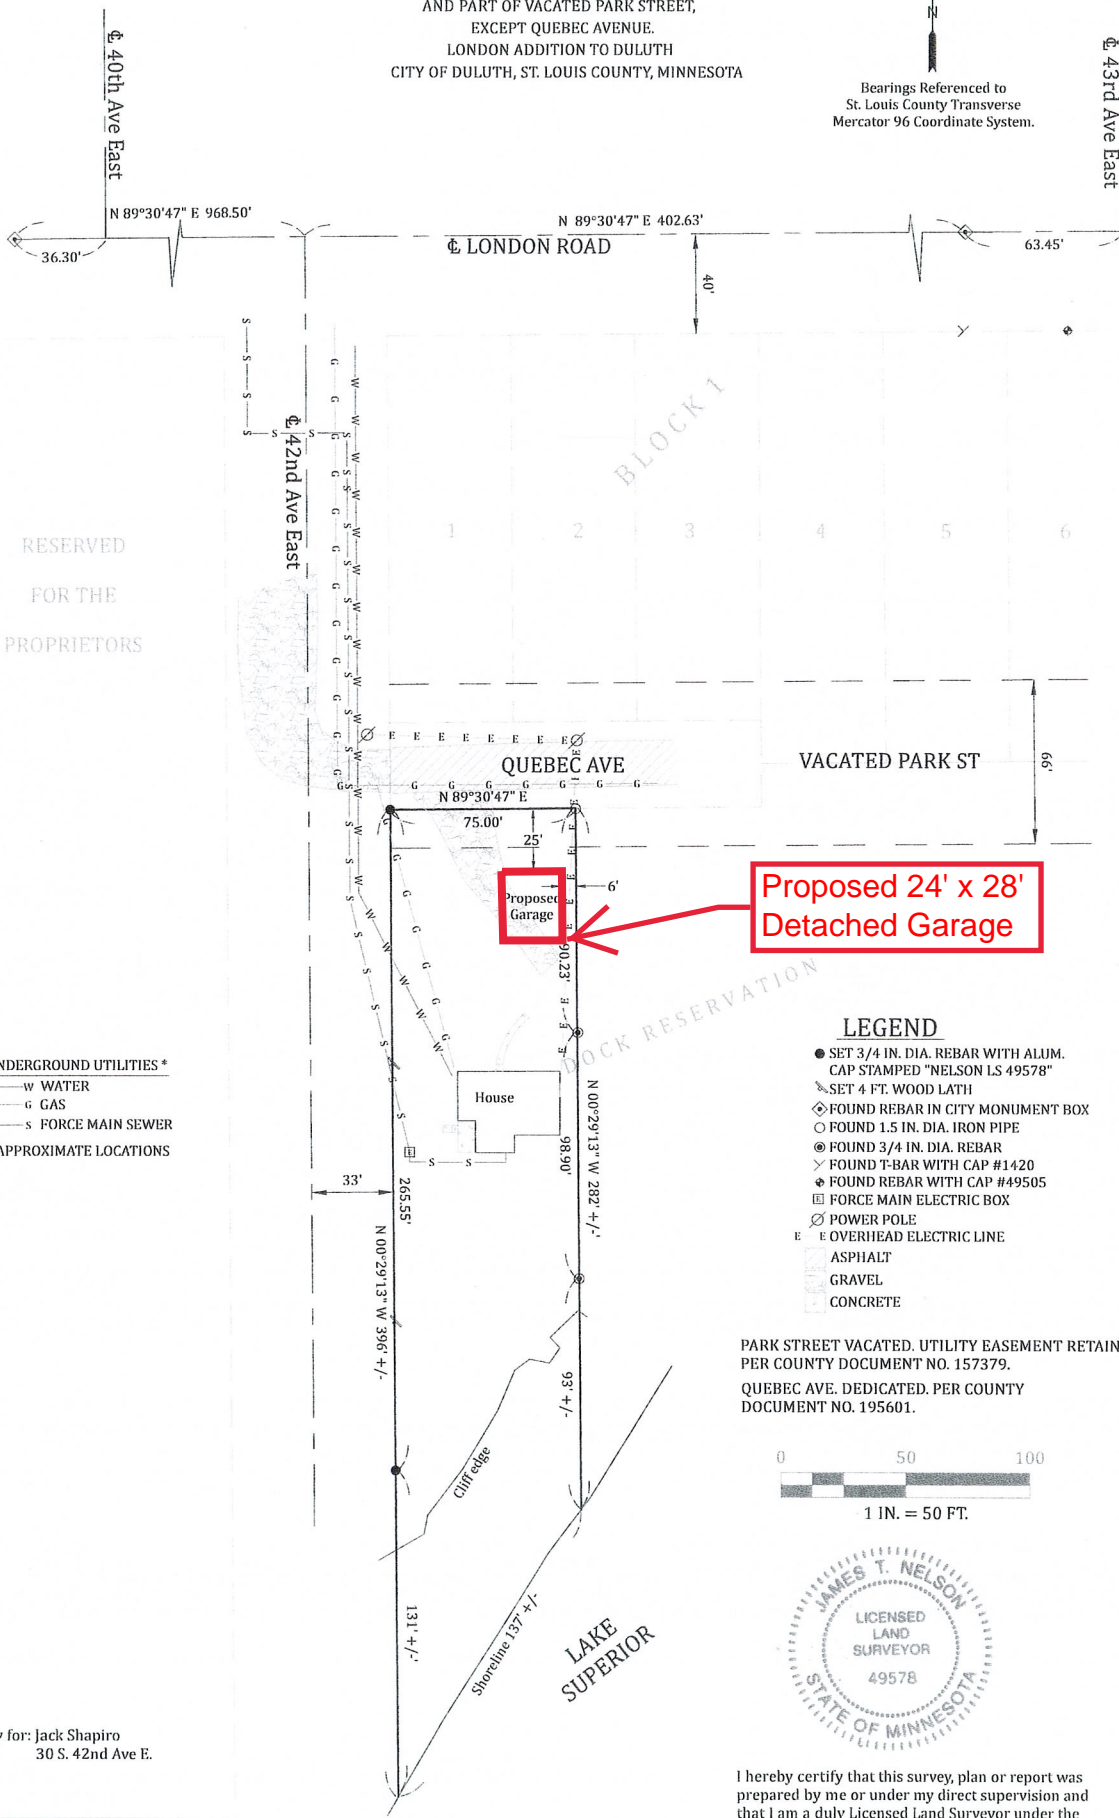 AND PART OF VACATED PARK STREET,
EXCEPT QUEBEC AVENUE.
LONDON ADDITION TO DULUTH
CITY OF DULUTH, ST. LOUIS COUNTY, MINNESOTA
N
Bearings Referenced to
St. Louis County Transverse
Mercator 96 Coordinate System.
℄ 40th Ave East
℄ 43rd Ave East
N 89°30'47" E 968.50'
N 89°30'47" E 402.63'
36.30'
℄ LONDON ROAD
63.45'
40'
℄ 42nd Ave East
BLOCK 1
RESERVED
FOR THE
PROPRIETORS
1 2 3 4 5 6
E E E E E E E E
QUEBEC AVE
VACATED PARK ST
66'
G G G G G G G
N 89°30'47" E
75.00'
25'
6'
Proposed
Garage
Proposed 24' x 28'
Detached Garage
90.23'
DOCK RESERVATION
House
98.90'
N 00°29'13" W 282' +/-
33'
265.55'
N 00°29'13" W 396' +/-
93' +/-
Cliff edge
131' +/-
Shoreline 137' +/-
LAKE
SUPERIOR
NDERGROUND UTILITIES *
W WATER
G GAS
S FORCE MAIN SEWER
APPROXIMATE LOCATIONS
LEGEND
SET 3/4 IN. DIA. REBAR WITH ALUM.
CAP STAMPED "NELSON LS 49578"
SET 4 FT. WOOD LATH
FOUND REBAR IN CITY MONUMENT BOX
FOUND 1.5 IN. DIA. IRON PIPE
FOUND 3/4 IN. DIA. REBAR
FOUND T-BAR WITH CAP #1420
FOUND REBAR WITH CAP #49505
E FORCE MAIN ELECTRIC BOX
POWER POLE
E E OVERHEAD ELECTRIC LINE
ASPHALT
GRAVEL
CONCRETE
PARK STREET VACATED. UTILITY EASEMENT RETAIN
PER COUNTY DOCUMENT NO. 157379.
QUEBEC AVE. DEDICATED. PER COUNTY
DOCUMENT NO. 195601.
0 50 100
1 IN. = 50 FT.
JAMES T. NELSON
LICENSED
LAND
SURVEYOR
49578
STATE OF MINNESOTA
y for: Jack Shapiro
30 S. 42nd Ave E.
I hereby certify that this survey, plan or report was
prepared by me or under my direct supervision and
that I am a duly Licensed Land Surveyor under the